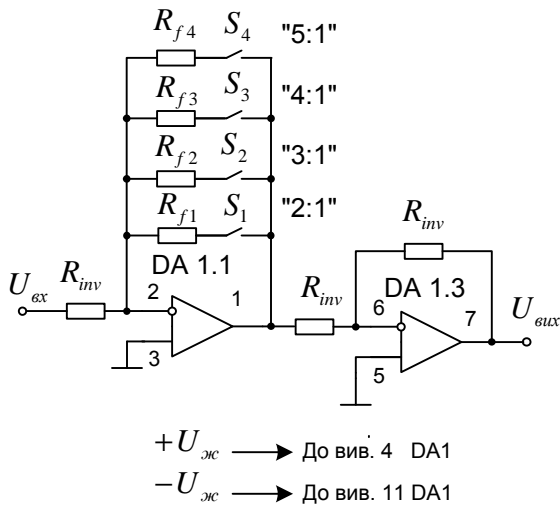 R_{f4} S_4 "5:1"
R_{f3} S_3 "4:1"
R_{f2} S_2 "3:1"
R_{f1} S_1 "2:1"
DA 1.1
R_{inv}
U_{вх}
R_{inv}
2
1
3
R_{inv}
DA 1.3
6
7
5
U_{вих}
+U_ж До вив. 4 DA1
−U_ж До вив. 11 DA1